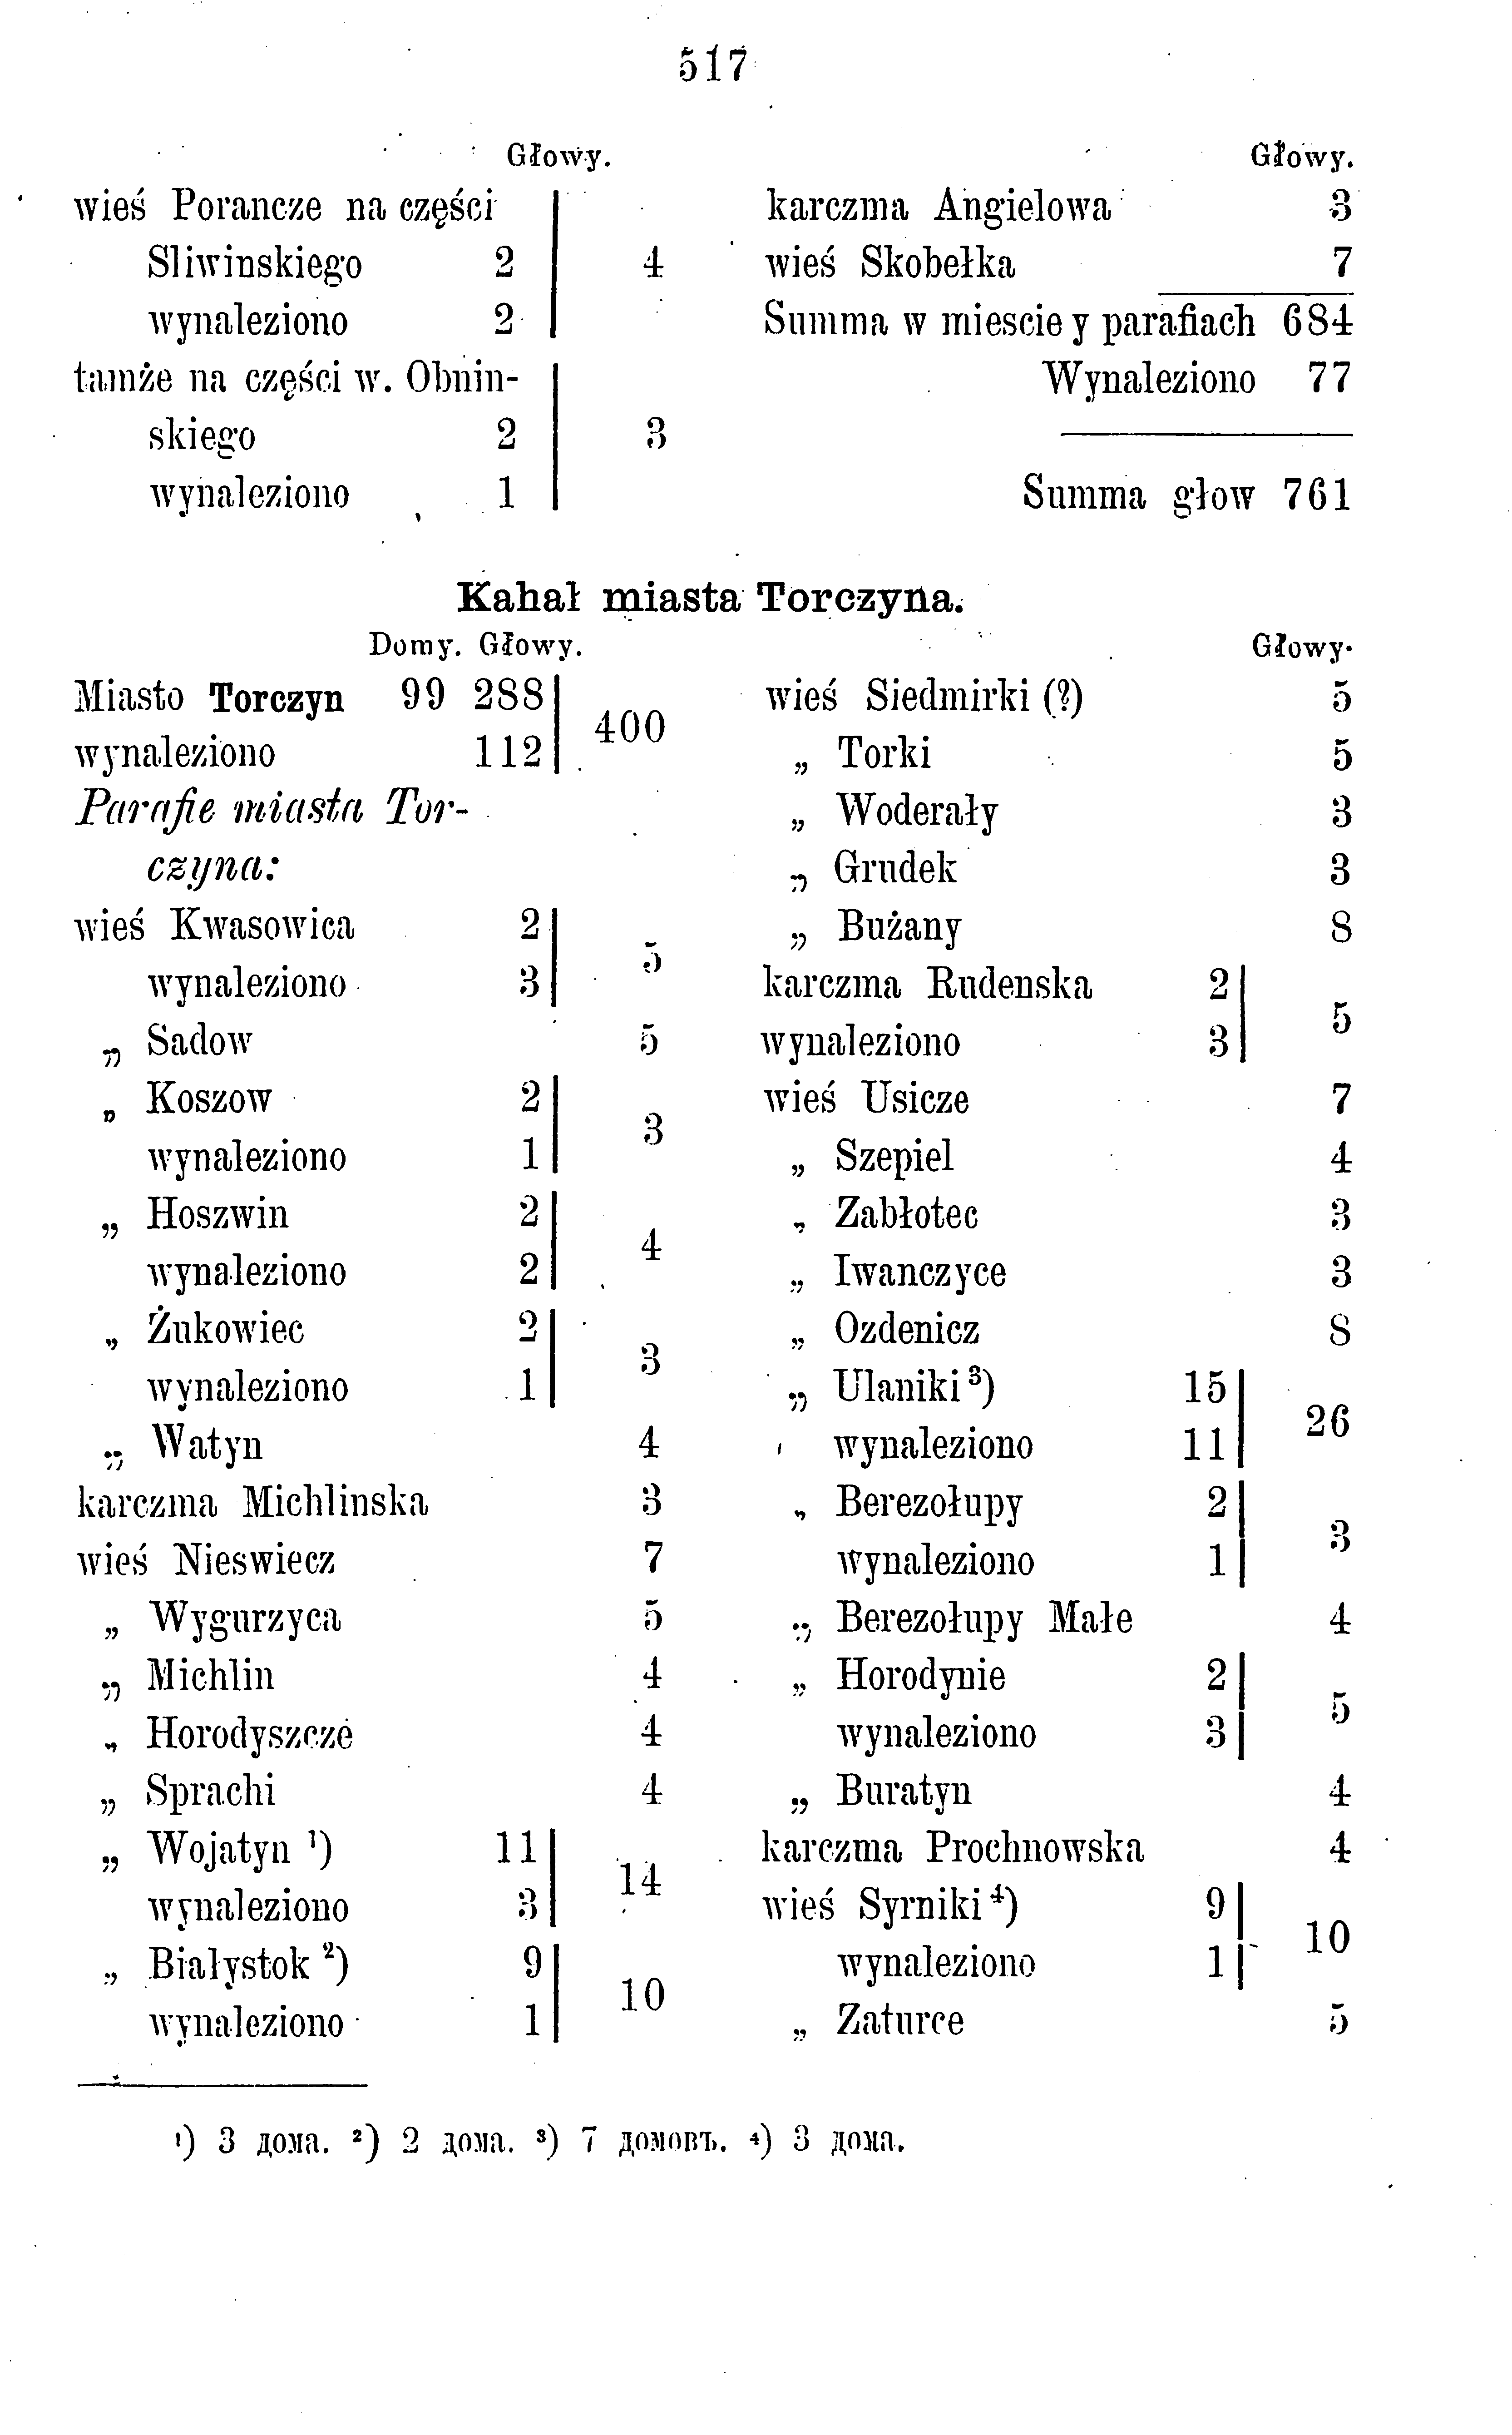 517
Głowy.
wieś Porancze na części
Sliwinskiego 2
4
wynaleziono 2
tamże na części w. Obnin-
skiego 2
3
wynaleziono 1
Głowy.
karczma Angielowa 3
wieś Skobełka 7
Summa w miescie y parafiach 684
Wynaleziono 77
Summa głow 761
Kahał miasta Torczyna.
Domy. Głowy.
Miasto Torczyn 99 288
400
wynaleziono 112
Parafie miasta Tor-
czyna:
wieś Kwasowica 2
5
wynaleziono 3
„ Sadow 5
„ Koszow 2
3
wynaleziono 1
„ Hoszwin 2
4
wynaleziono 2
„ Żukowiec 2
3
wynaleziono 1
„ Watyn 4
karczma Michlinska 3
wieś Nieswiecz 7
„ Wygurzyca 5
„ Michlin 4
„ Horodyszcze 4
„ Sprachi 4
„ Wojatyn ¹) 11
14
wynaleziono 3
„ Białystok ²) 9
10
wynaleziono 1
Głowy.
wieś Siedmirki (?) 5
„ Torki 5
„ Woderały 3
„ Grudek 3
„ Bużany 8
karczma Rudenska 2
5
wynaleziono 3
wieś Usicze 7
„ Szepiel 4
„ Zabłotec 3
„ Iwanczyce 3
„ Ozdenicz 8
„ Ulaniki ³) 15
26
wynaleziono 11
„ Berezołupy 2
3
wynaleziono 1
„ Berezołupy Małe 4
„ Horodynie 2
5
wynaleziono 3
„ Buratyn 4
karczma Prochnowska 4
wieś Syrniki ⁴) 9
10
wynaleziono 1
„ Zaturce 5
¹) 3 дома. ²) 2 дома. ³) 7 домовъ. ⁴) 3 дома.